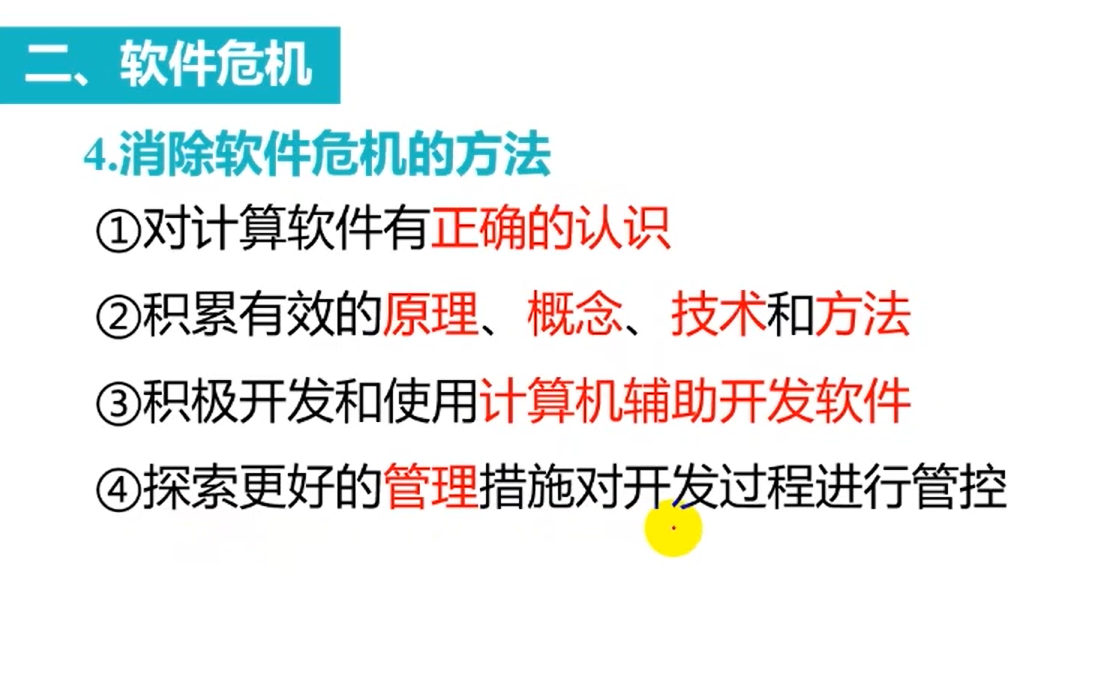 二、软件危机
4.消除软件危机的方法
①对计算软件有正确的认识
②积累有效的原理、概念、技术和方法
③积极开发和使用计算机辅助开发软件
④探索更好的管理措施对开发过程进行管控